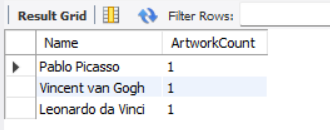 Result Grid Filter Rows:
Name ArtworkCount
Pablo Picasso 1
Vincent van Gogh 1
Leonardo da Vinci 1